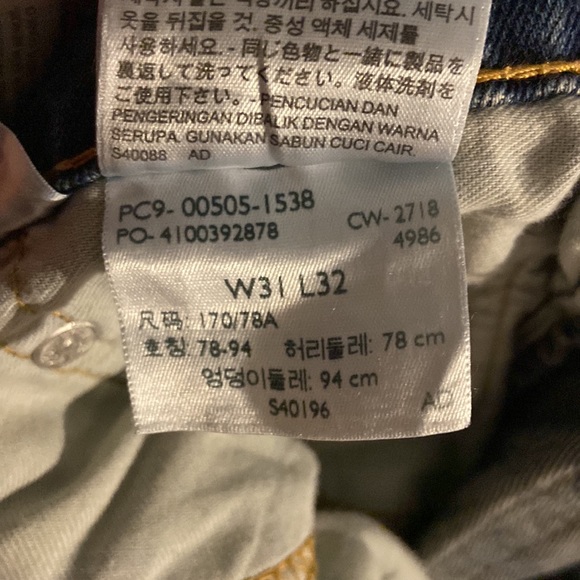 옷을 뒤집을 것. 중성 액체 세제를
사용하세요. - 同じ色物と一緒に製品を
裏返して洗ってください。液体洗剤を
ご使用下さい。-PENCUCIAN DAN
PENGERINGAN DIBALIK DENGAN WARNA
SERUPA. GUNAKAN SABUN CUCI CAIR.
S40088 AD
PC9- 00505-1538
CW- 2718
PO- 4100392878
4986
W31 L32
尺码: 170/78A
호칭: 78-94 허리둘레: 78 cm
엉덩이둘레: 94 cm
S40196 AD